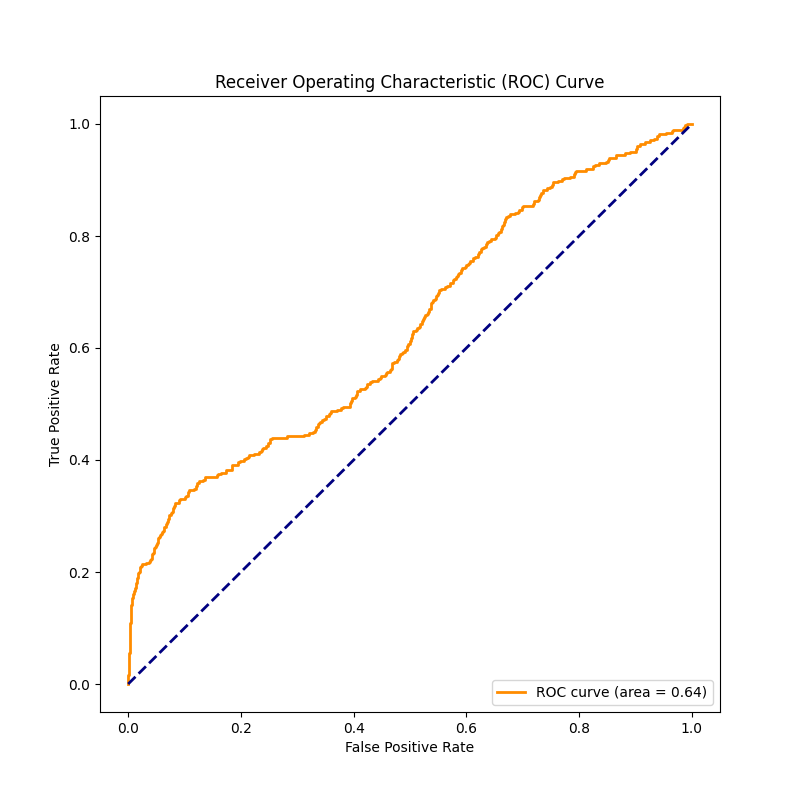 Receiver Operating Characteristic (ROC) Curve
True Positive Rate
1.0
0.8
0.6
0.4
0.2
0.0
ROC curve (area = 0.64)
0.0 0.2 0.4 0.6 0.8 1.0
False Positive Rate